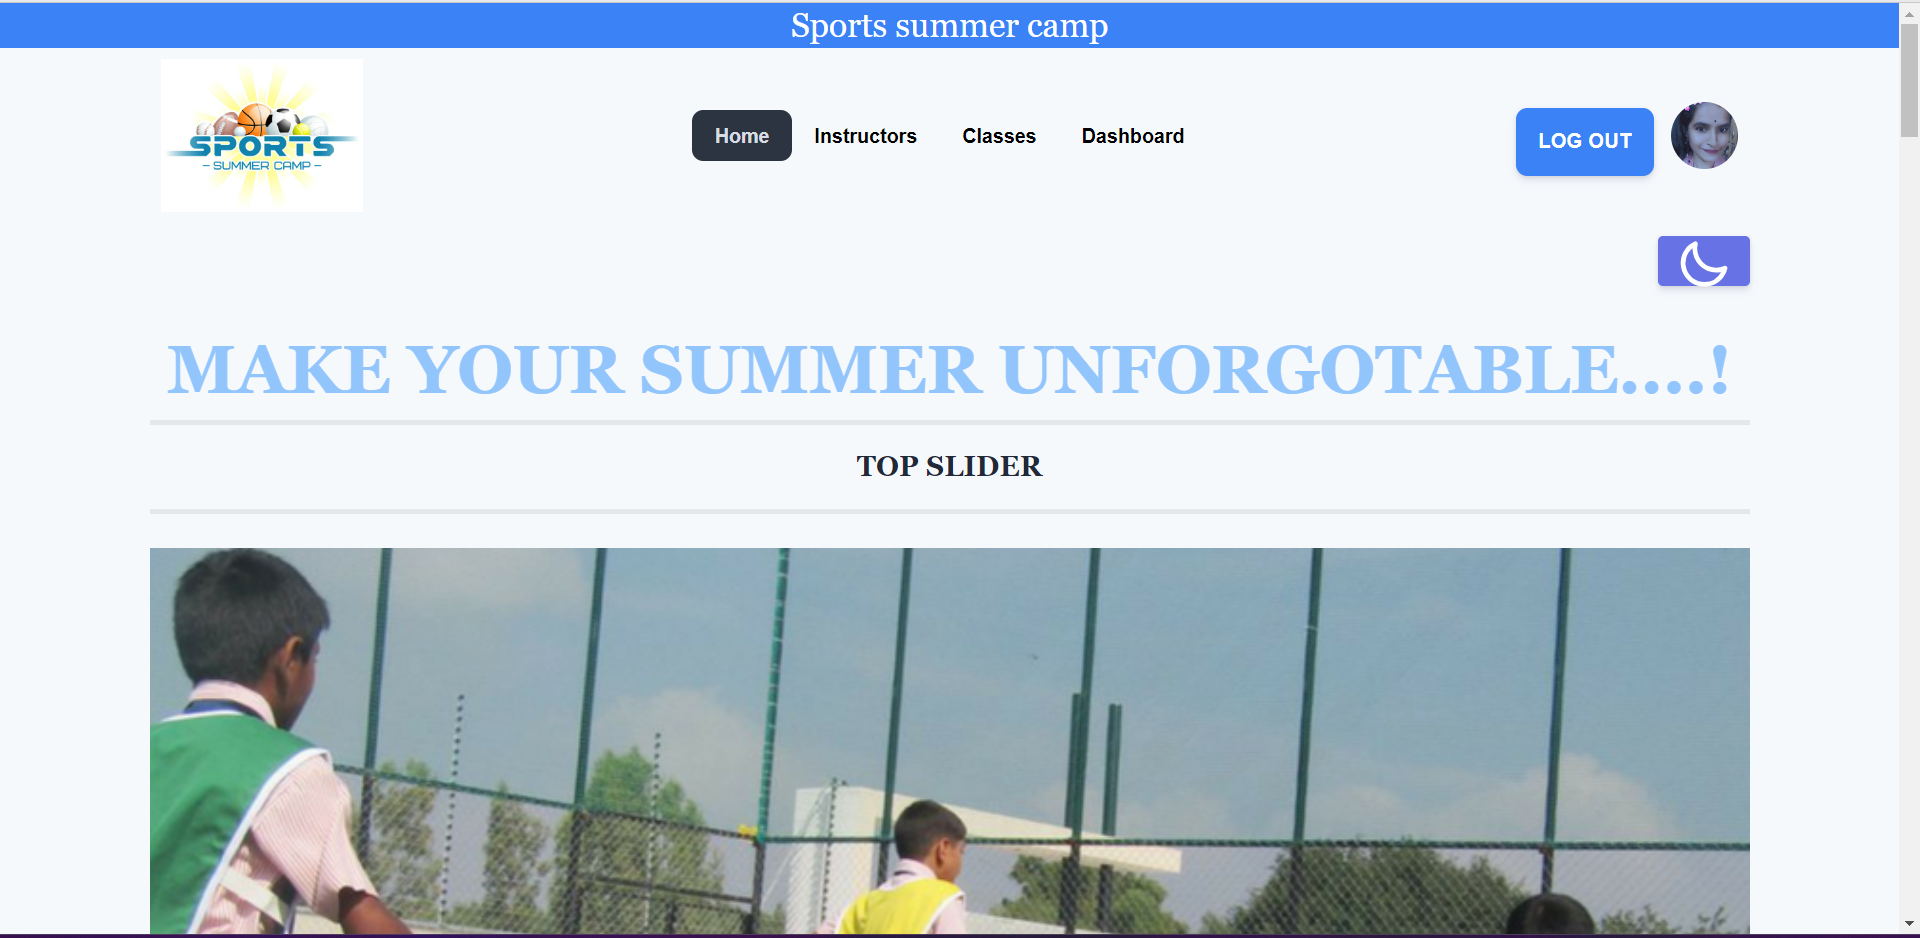 Sports summer camp
SPORTS
- SUMMER CAMP -
Home
Instructors
Classes
Dashboard
LOG OUT
MAKE YOUR SUMMER UNFORGOTABLE....!
TOP SLIDER